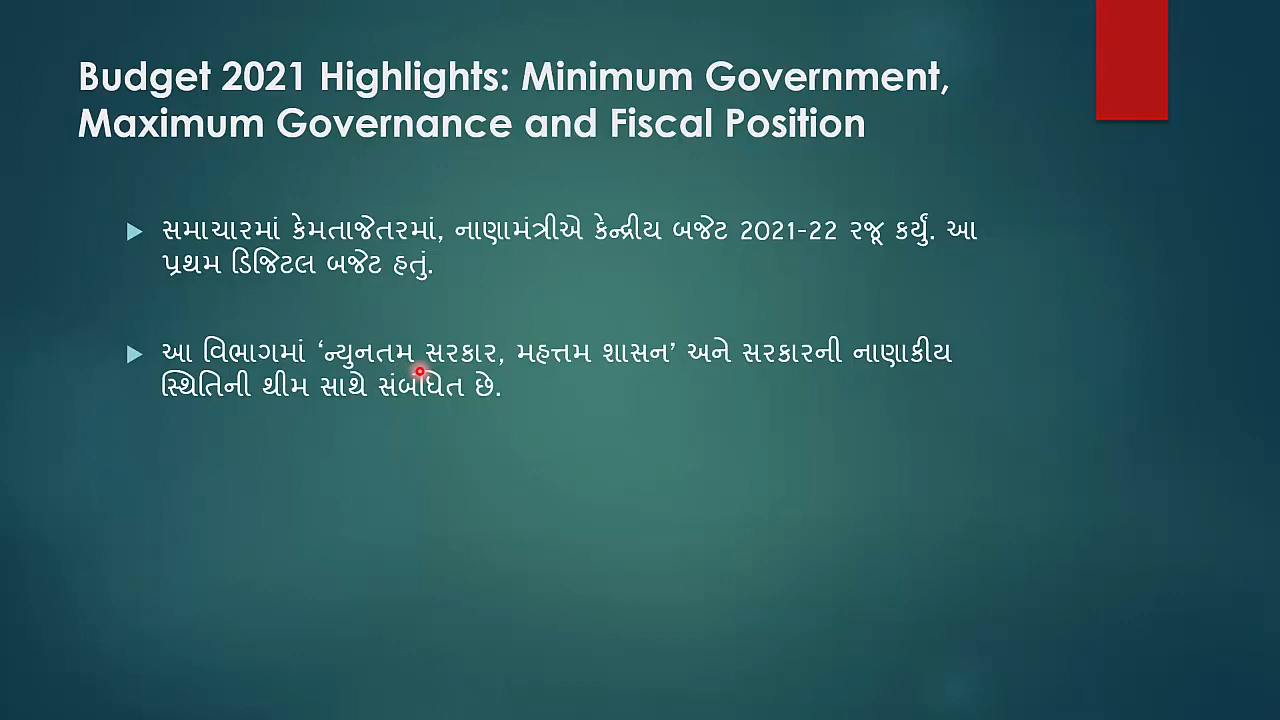 Budget 2021 Highlights: Minimum Government,
Maximum Governance and Fiscal Position
સમાચારમાં કેમતાજેતરમાં, નાણામંત્રીએ કેન્દ્રીય બજેટ 2021-22 રજૂ કર્યું. આ
પ્રથમ ડિજિટલ બજેટ હતું.
આ વિભાગમાં ‘ન્યુનતમ સરકાર, મહત્તમ શાસન’ અને સરકારની નાણાકીય
સ્થિતિની થીમ સાથે સંબંધિત છે.